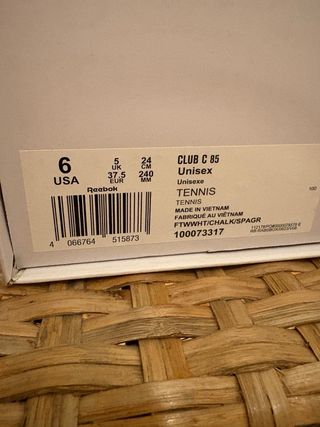 6
USA
5
UK
37.5
EUR
24
CM
240
MM
Reebok
4 066764 515873
CLUB C 85
Unisex
Unisexe
TENNIS
TENNIS
MADE IN VIETNAM
FABRIQUÉ AU VIÊTNAM
FTWWHT/CHALK/SPAGR
100073317